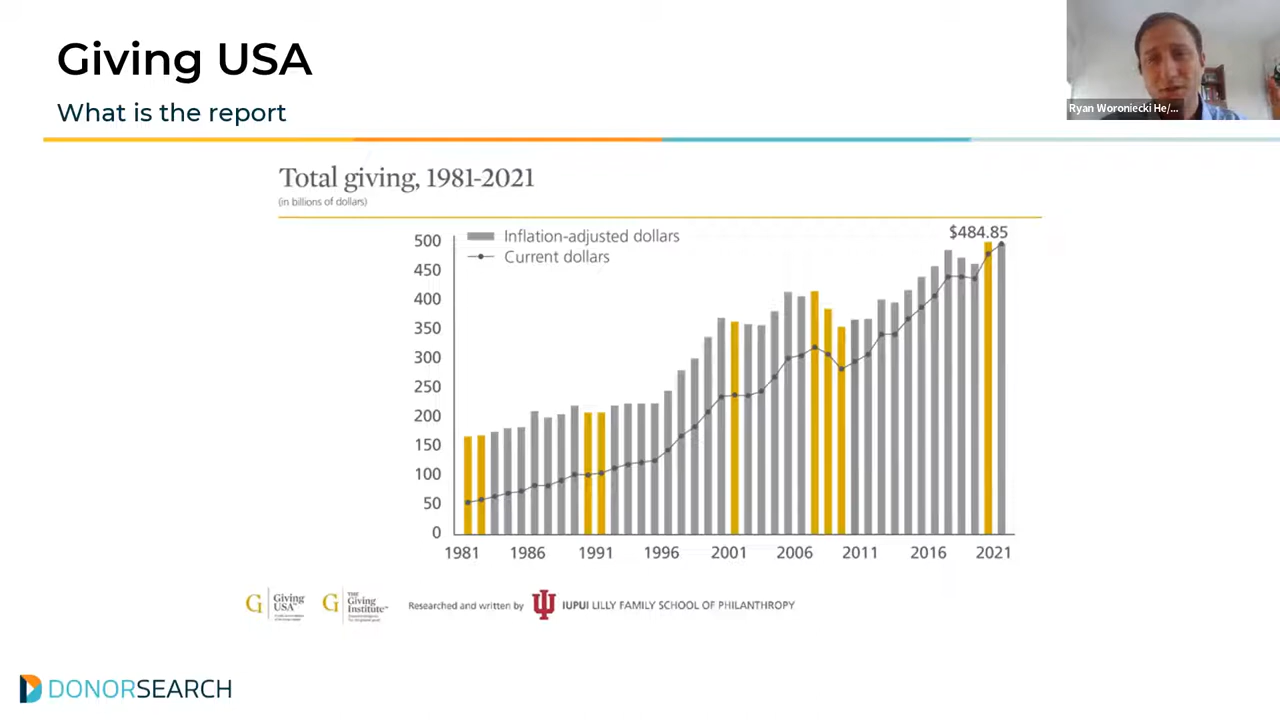 Giving USA
What is the report
Ryan Woroniecki He/...
Total giving, 1981-2021
(in billions of dollars)
$484.85
Inflation-adjusted dollars
Current dollars
500
450
400
350
300
250
200
150
100
50
0
1981 1986 1991 1996 2001 2006 2011 2016 2021
G Giving USA™
G THE Giving Institute™
Researched and written by IUPUI LILLY FAMILY SCHOOL OF PHILANTHROPY
DONORSEARCH